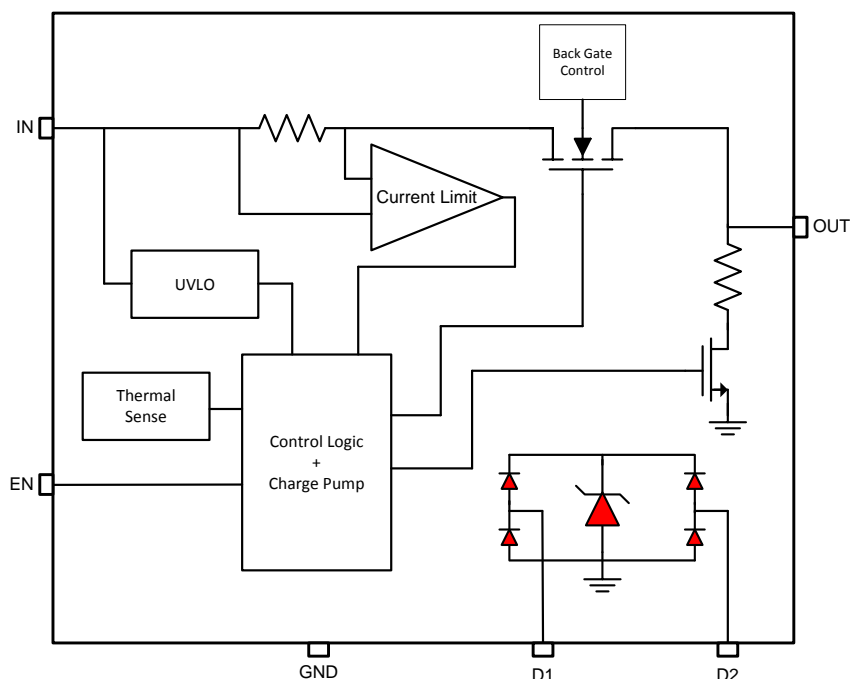 Back Gate
Control
IN
Current Limit
OUT
UVLO
Thermal
Sense
Control Logic
+
Charge Pump
EN
GND
D1
D2